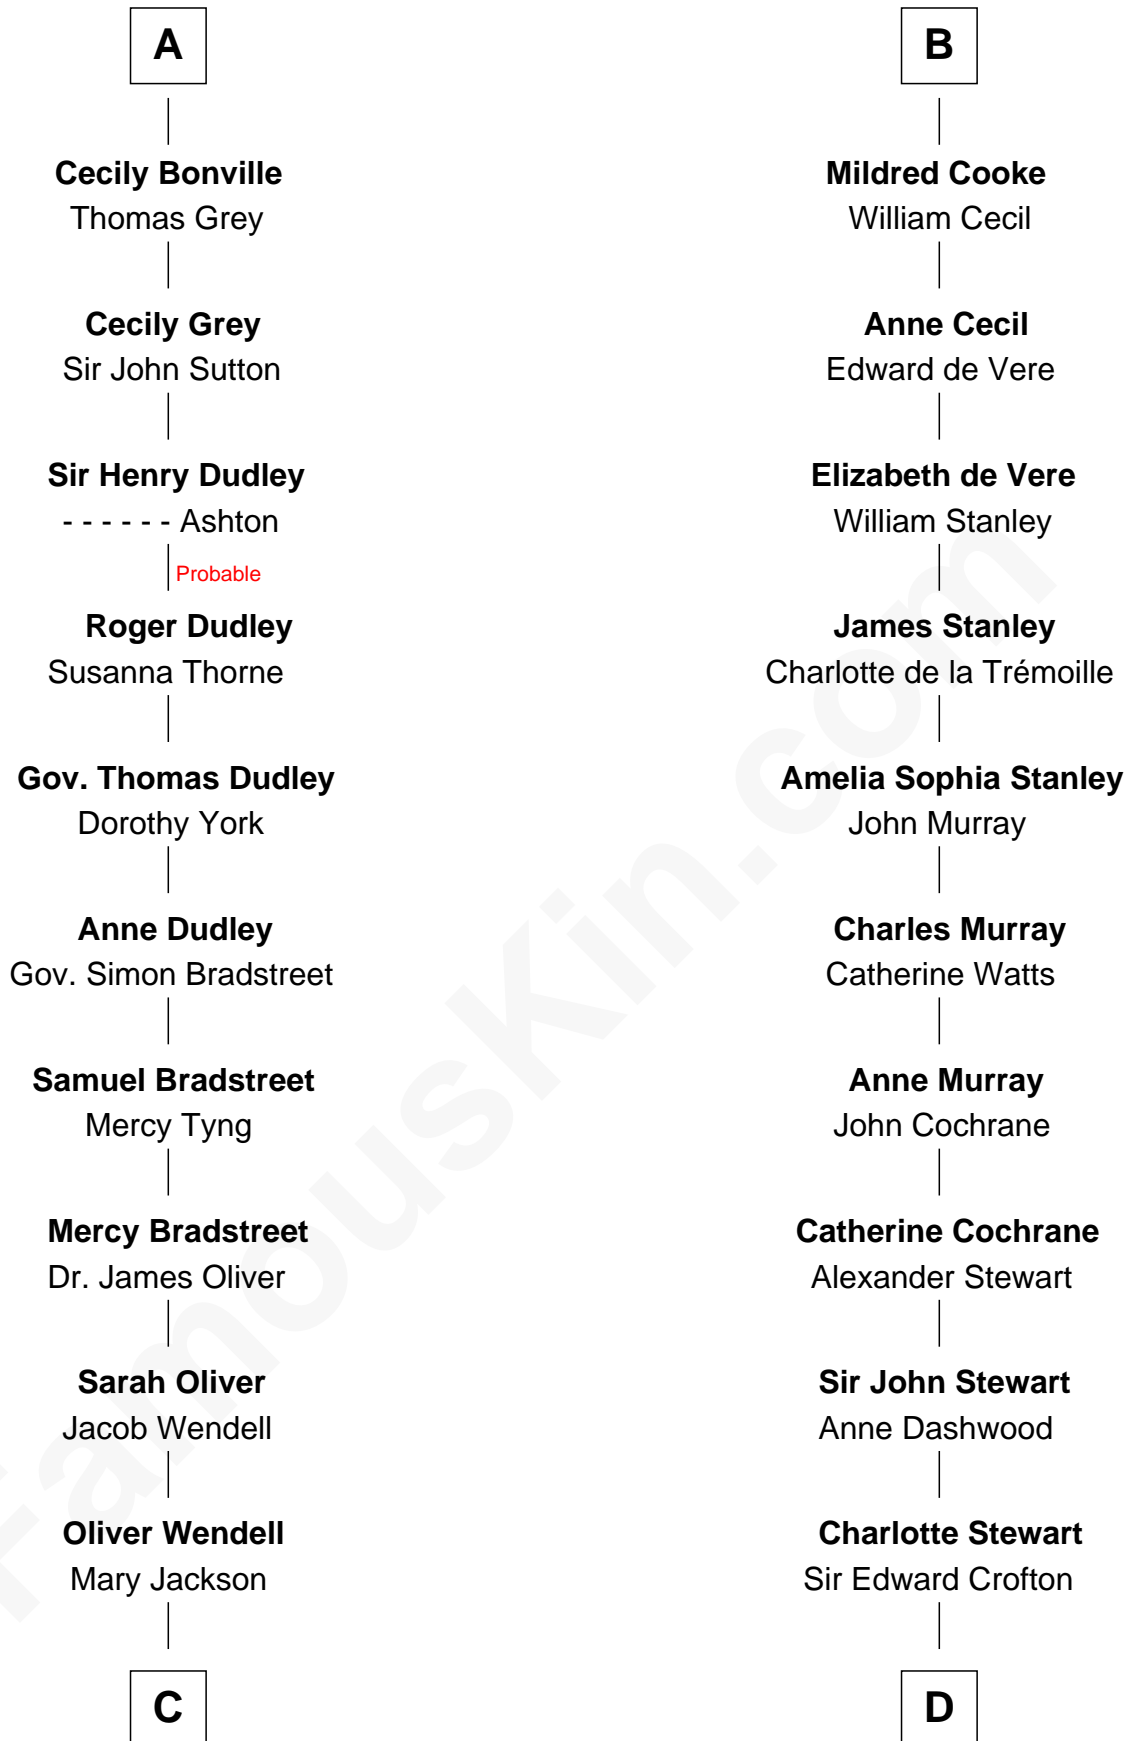 A
Cecily Bonville
Thomas Grey
Cecily Grey
Sir John Sutton
Sir Henry Dudley
- - - - - - Ashton
Probable
Roger Dudley
Susanna Thorne
Gov. Thomas Dudley
Dorothy York
Anne Dudley
Gov. Simon Bradstreet
Samuel Bradstreet
Mercy Tyng
Mercy Bradstreet
Dr. James Oliver
Sarah Oliver
Jacob Wendell
Oliver Wendell
Mary Jackson
C
B
Mildred Cooke
William Cecil
Anne Cecil
Edward de Vere
Elizabeth de Vere
William Stanley
James Stanley
Charlotte de la Trémoille
Amelia Sophia Stanley
John Murray
Charles Murray
Catherine Watts
Anne Murray
John Cochrane
Catherine Cochrane
Alexander Stewart
Sir John Stewart
Anne Dashwood
Charlotte Stewart
Sir Edward Crofton
D
FamousKin.com